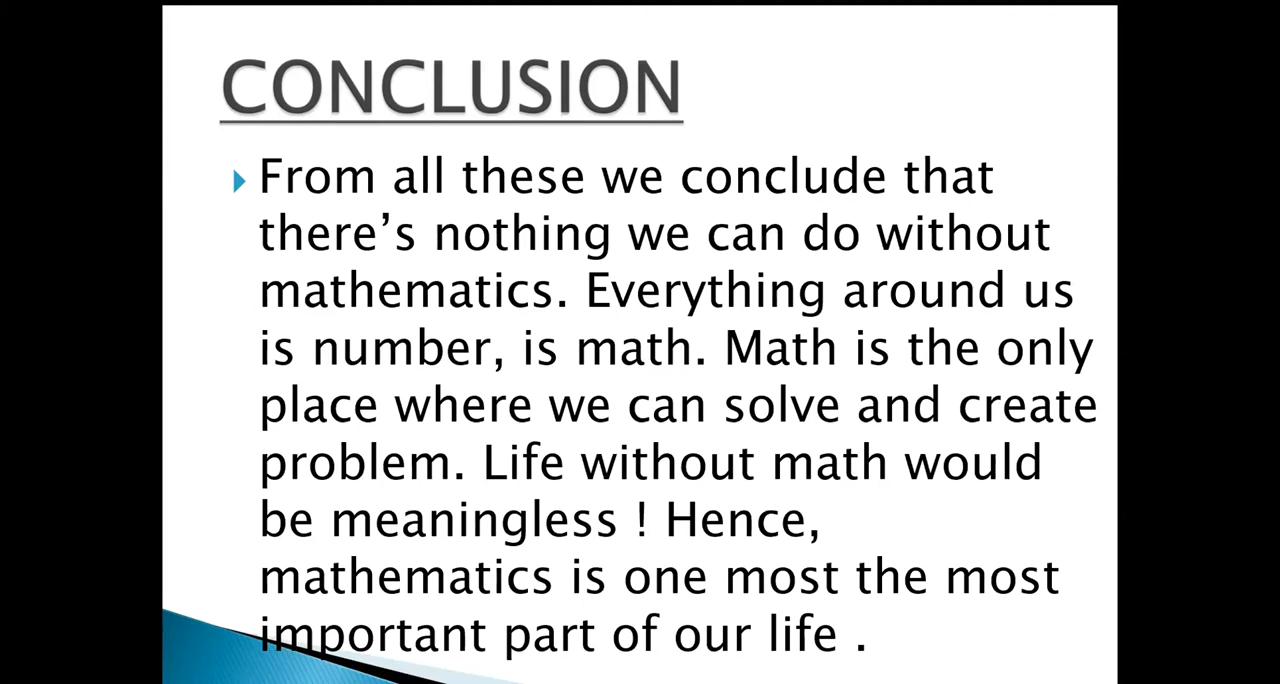 CONCLUSION
From all these we conclude that
there’s nothing we can do without
mathematics. Everything around us
is number, is math. Math is the only
place where we can solve and create
problem. Life without math would
be meaningless ! Hence,
mathematics is one most the most
important part of our life .